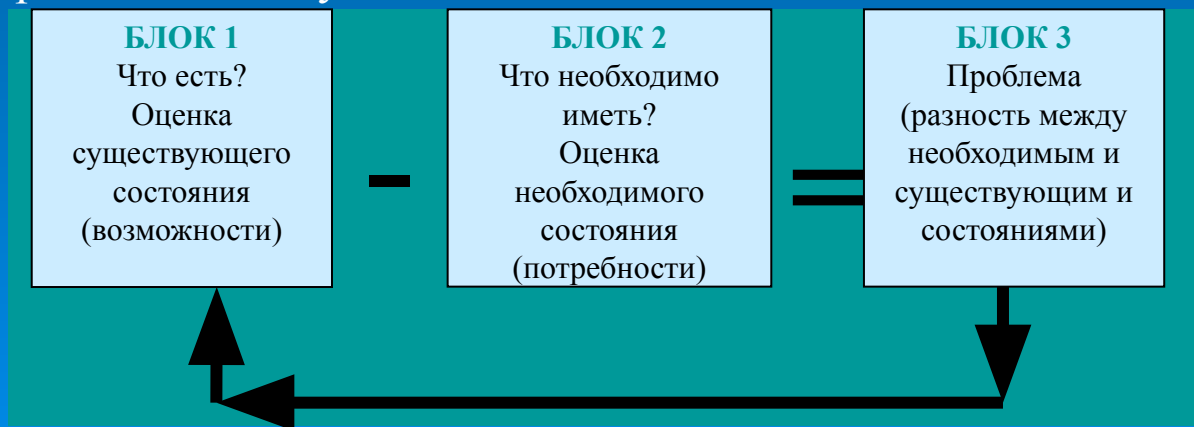 БЛОК 1
Что есть?
Оценка
существующего
состояния
(возможности)
БЛОК 2
Что необходимо
иметь?
Оценка
необходимого
состояния
(потребности)
БЛОК 3
Проблема
(разность между
необходимым и
существующим и
состояниями)